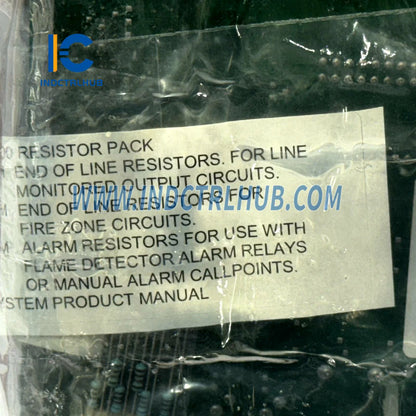 INDCTRLHUB
00 RESISTOR PACK
END OF LINE RESISTORS. FOR LINE
MONITORED OUTPUT CIRCUITS.
WWW.INDCTRLHUB.COM
END OF LINE RESISTORS FOR
FIRE ZONE CIRCUITS.
ALARM RESISTORS FOR USE WITH
FLAME DETECTOR ALARM RELAYS
OR MANUAL ALARM CALLPOINTS.
YSTEM PRODUCT MANUAL